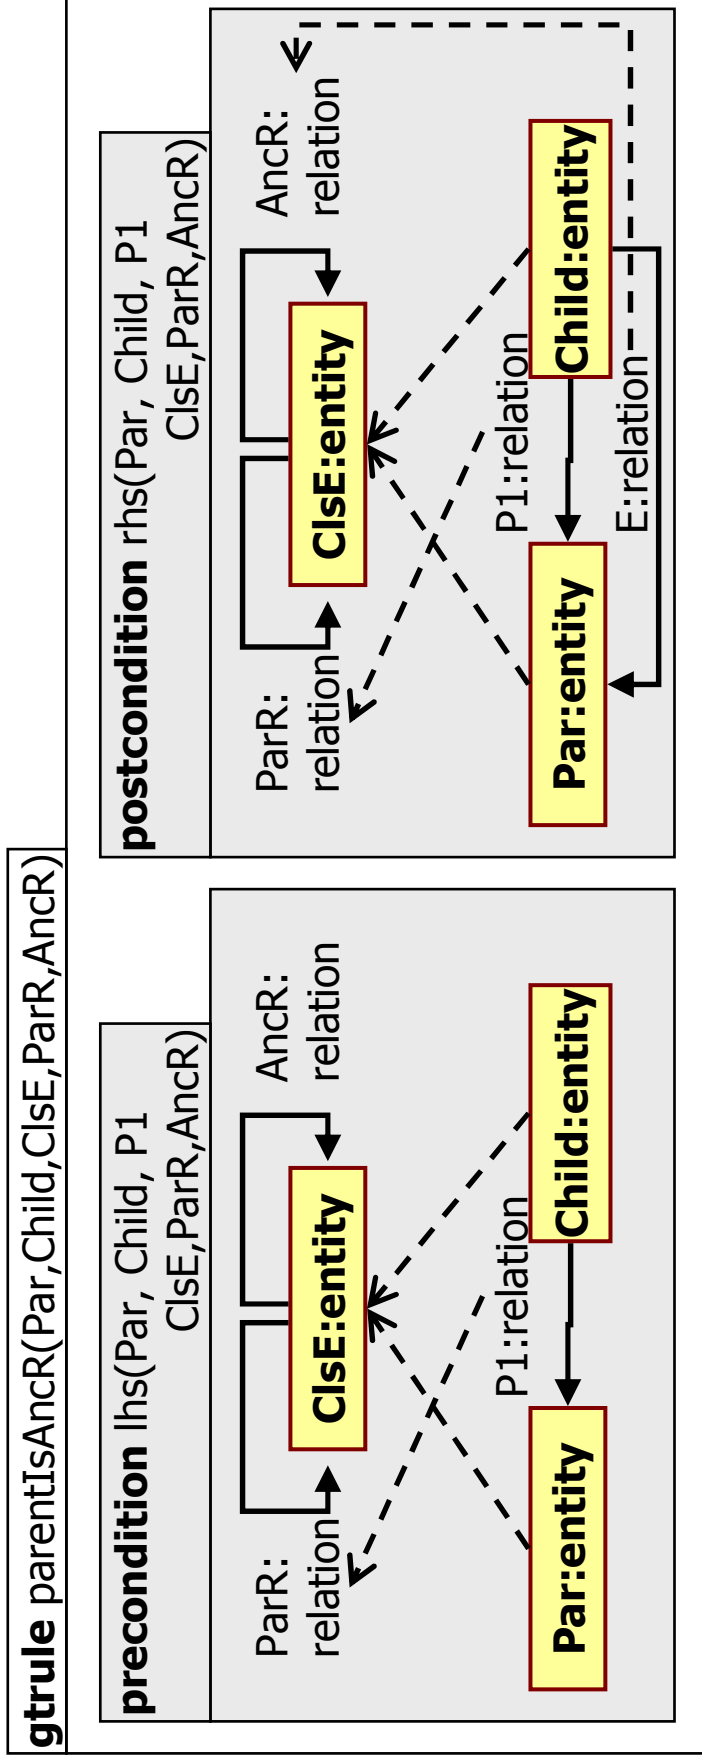 gtrule parentIsAncR(Par,Child,ClsE,ParR,AncR)
precondition lhs(Par, Child, P1
ClsE,ParR,AncR)
ParR:
relation
AncR:
relation
ClsE:entity
P1:relation
Par:entity
Child:entity
postcondition rhs(Par, Child, P1
ClsE,ParR,AncR)
ParR:
relation
AncR:
relation
ClsE:entity
P1:relation
Par:entity
Child:entity
E:relation